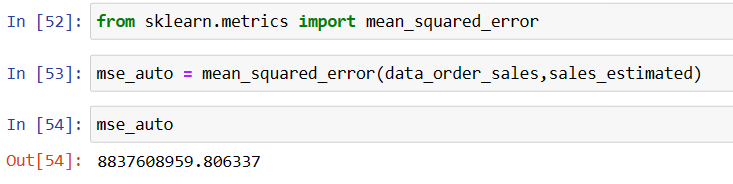 In [52]: from sklearn.metrics import mean_squared_error
In [53]: mse_auto = mean_squared_error(data_order_sales,sales_estimated)
In [54]: mse_auto
Out[54]: 8837608959.806337